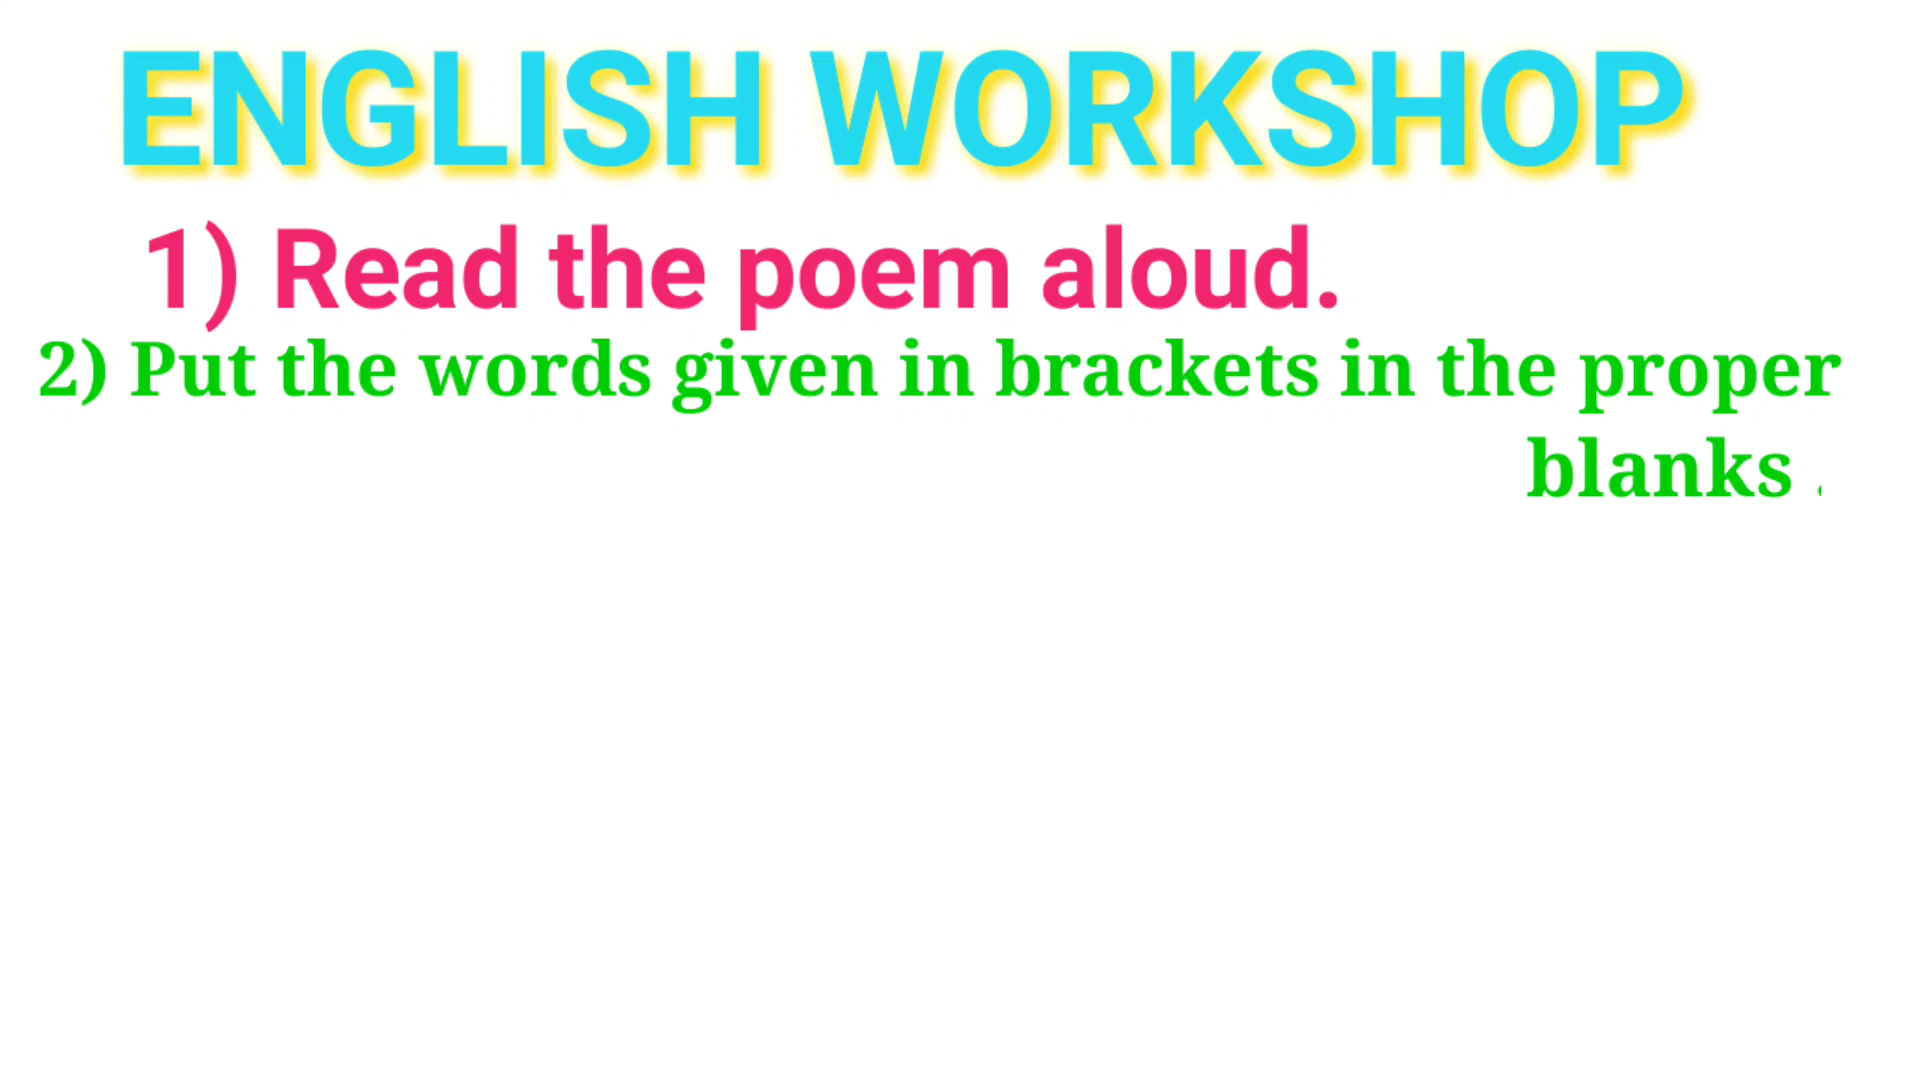 ENGLISH WORKSHOP
1) Read the poem aloud.
2) Put the words given in brackets in the proper
blanks .